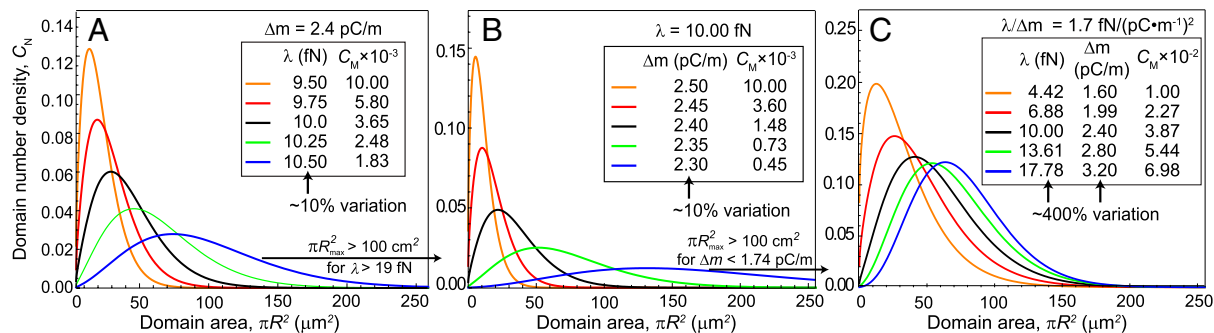 A
Δm = 2.4 pC/m
λ (fN) C_M×10⁻³
9.50 10.00
9.75 5.80
10.0 3.65
10.25 2.48
10.50 1.83
~10% variation
πR²max > 100 cm²
for λ > 19 fN
Domain number density, C_N
0.14
0.12
0.10
0.08
0.06
0.04
0.02
0.00
0 50 100 150 200 250
Domain area, πR² (μm²)
B
λ = 10.00 fN
Δm (pC/m) C_M×10⁻³
2.50 10.00
2.45 3.60
2.40 1.48
2.35 0.73
2.30 0.45
~10% variation
πR²max > 100 cm²
for Δm < 1.74 pC/m
0.15
0.10
0.05
0.00
0 50 100 150 200 250
Domain area, πR² (μm²)
C
λ/Δm = 1.7 fN/(pC•m⁻¹)²
λ (fN) Δm (pC/m) C_M×10⁻²
4.42 1.60 1.00
6.88 1.99 2.27
10.00 2.40 3.87
13.61 2.80 5.44
17.78 3.20 6.98
~400% variation
0.25
0.20
0.15
0.10
0.05
0.00
0 50 100 150 200 250
Domain area, πR² (μm²)